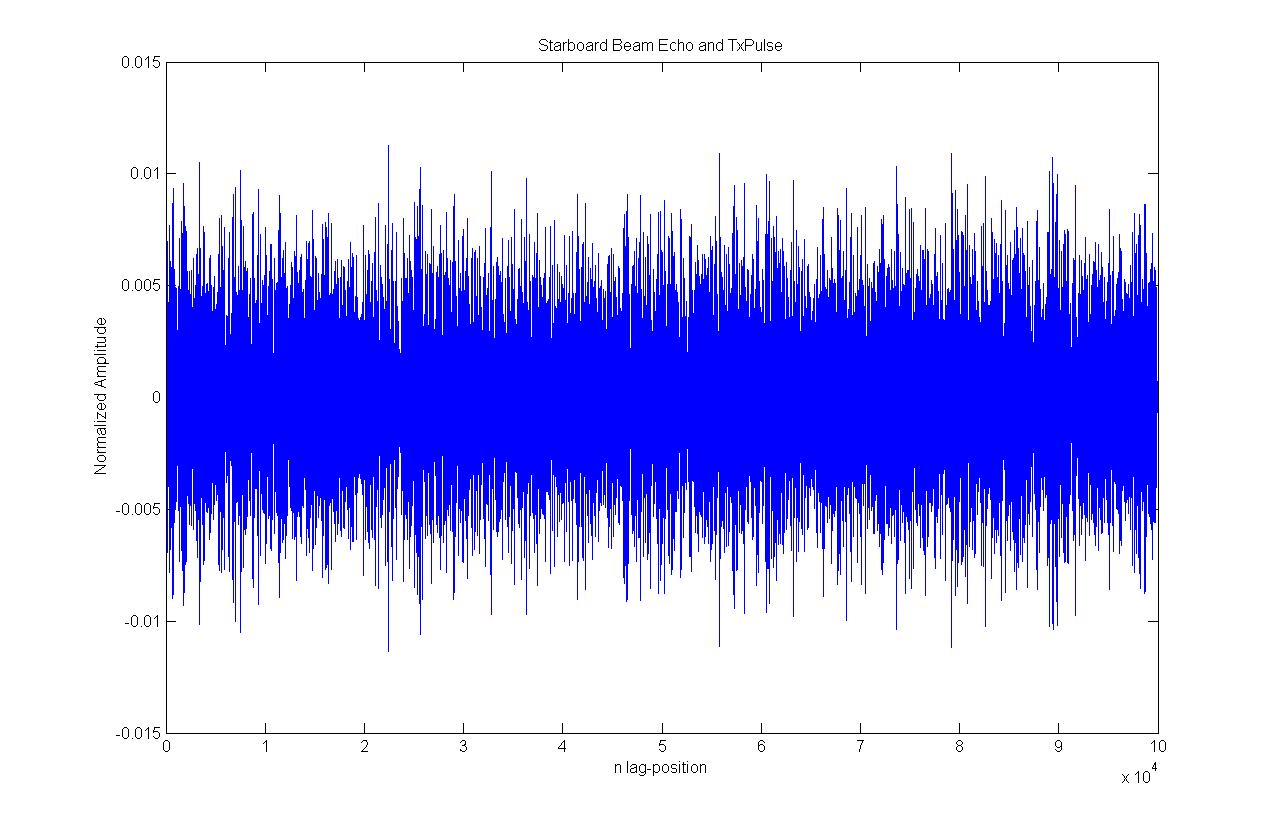 Starboard Beam Echo and TxPulse
0.015
0.01
0.005
0
-0.005
-0.01
-0.015
Normalized Amplitude
0 1 2 3 4 5 6 7 8 9 10
n lag-position
x 10^4